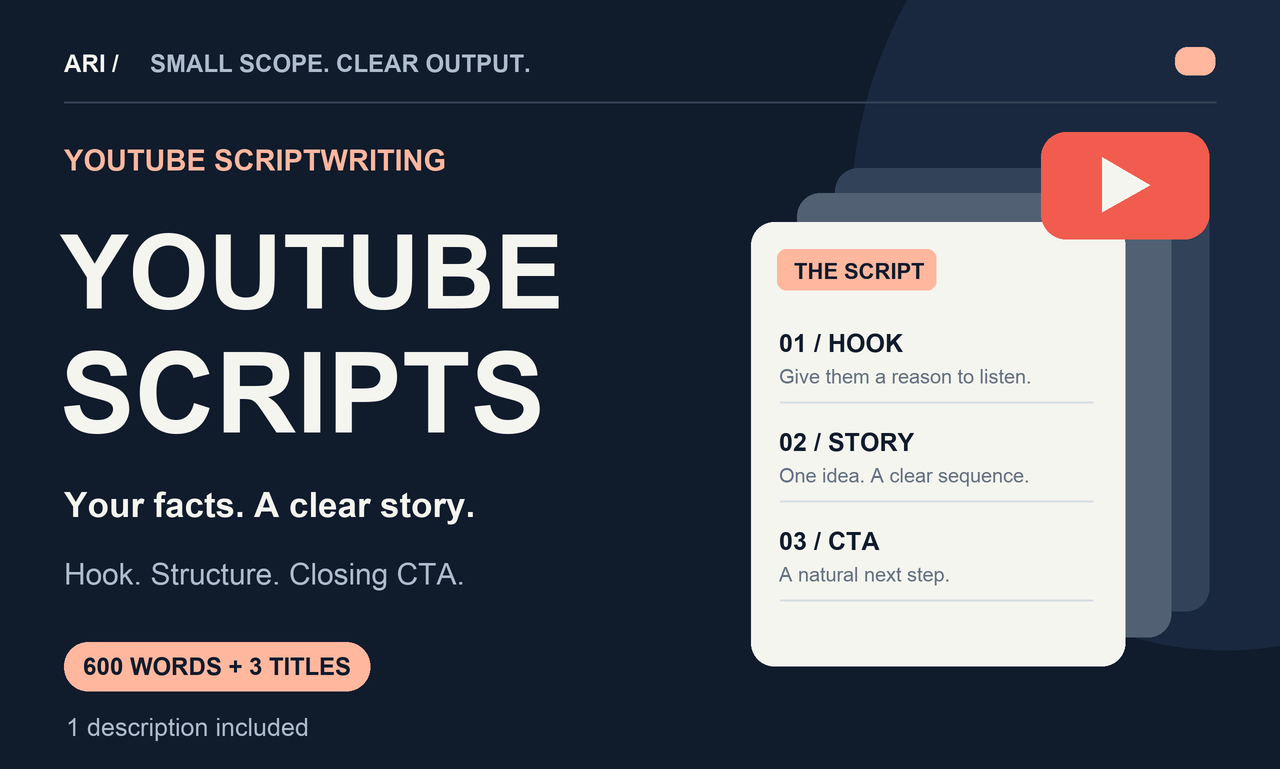 ARI / SMALL SCOPE. CLEAR OUTPUT.
YOUTUBE SCRIPTWRITING
YOUTUBE
SCRIPTS
Your facts. A clear story.
Hook. Structure. Closing CTA.
600 WORDS + 3 TITLES
1 description included
THE SCRIPT
01 / HOOK
Give them a reason to listen.
02 / STORY
One idea. A clear sequence.
03 / CTA
A natural next step.